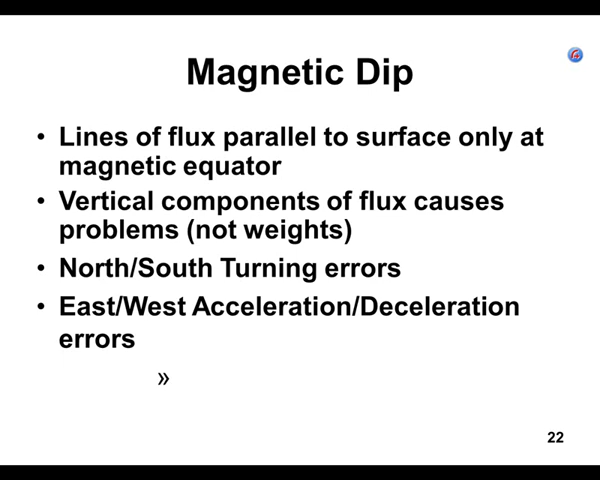 Magnetic Dip
• Lines of flux parallel to surface only at
magnetic equator
• Vertical components of flux causes
problems (not weights)
• North/South Turning errors
• East/West Acceleration/Deceleration
errors
»
22